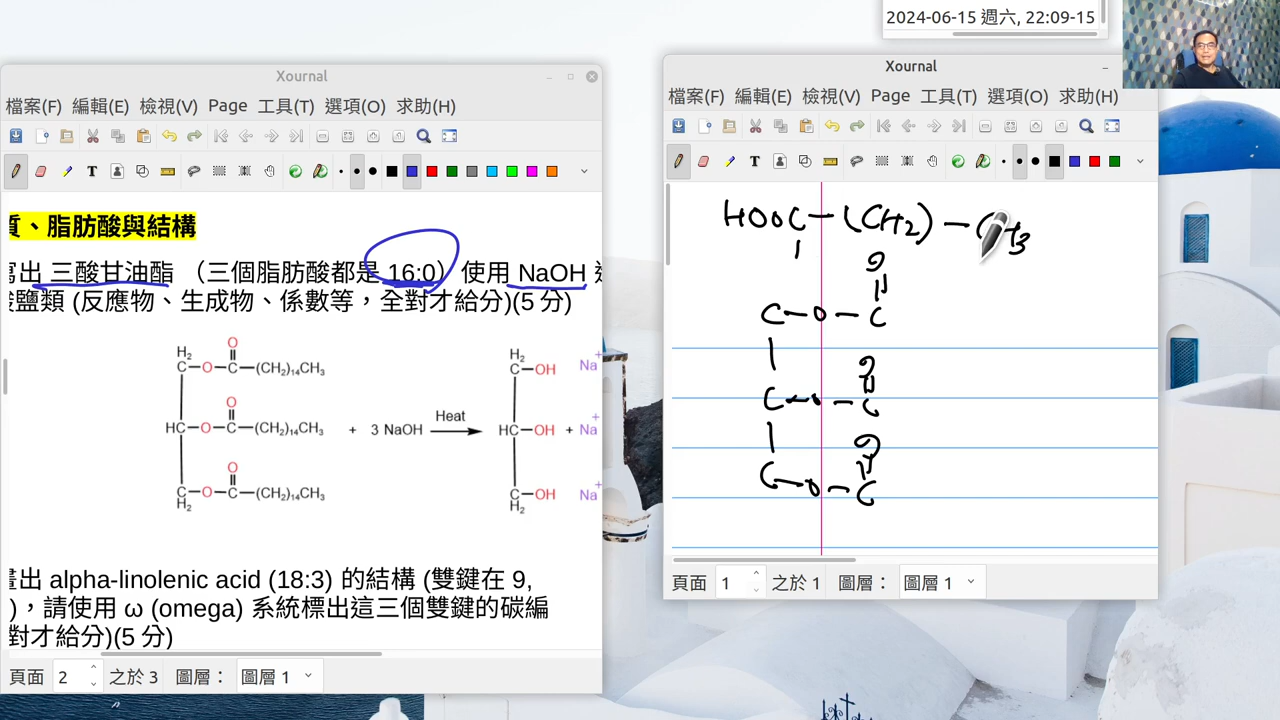 2024-06-15 週六, 22:09-15
Xournal
檔案(F) 編輯(E) 檢視(V) Page 工具(T) 選項(O) 求助(H)
T
質、脂肪酸與結構
寫出 三酸甘油酯 (三個脂肪酸都是 16:0) 使用 NaOH
酸鹽類 (反應物、生成物、係數等，全對才給分)(5 分)
H₂ O
C—O—C—(CH₂)₁₄CH₃
O
HC—O—C—(CH₂)₁₄CH₃
O
C—O—C—(CH₂)₁₄CH₃
H₂
+ 3 NaOH
Heat
H₂
C—OH
HC—OH
C—OH
H₂
+
Na+
Na+
Na+
畫出 alpha-linolenic acid (18:3) 的結構 (雙鍵在 9,
)，請使用 ω (omega) 系統標出這三個雙鍵的碳編
對才給分)(5 分)
頁面 2 之於 3 圖層： 圖層 1
Xournal
檔案(F) 編輯(E) 檢視(V) Page 工具(T) 選項(O) 求助(H)
T
HOOC—(CH₂)—CH₃
O
C—O—C
O
C—O—C
O
C—O—C
頁面 1 之於 1 圖層： 圖層 1